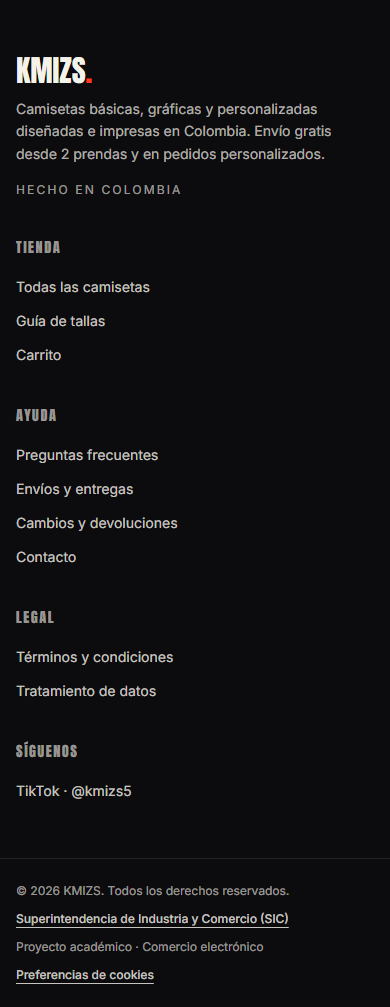 KMIZS.
Camisetas básicas, gráficas y personalizadas
diseñadas e impresas en Colombia. Envío gratis
desde 2 prendas y en pedidos personalizados.
HECHO EN COLOMBIA
TIENDA
Todas las camisetas
Guía de tallas
Carrito
AYUDA
Preguntas frecuentes
Envíos y entregas
Cambios y devoluciones
Contacto
LEGAL
Términos y condiciones
Tratamiento de datos
SÍGUENOS
TikTok · @kmizs5
© 2026 KMIZS. Todos los derechos reservados.
Superintendencia de Industria y Comercio (SIC)
Proyecto académico · Comercio electrónico
Preferencias de cookies